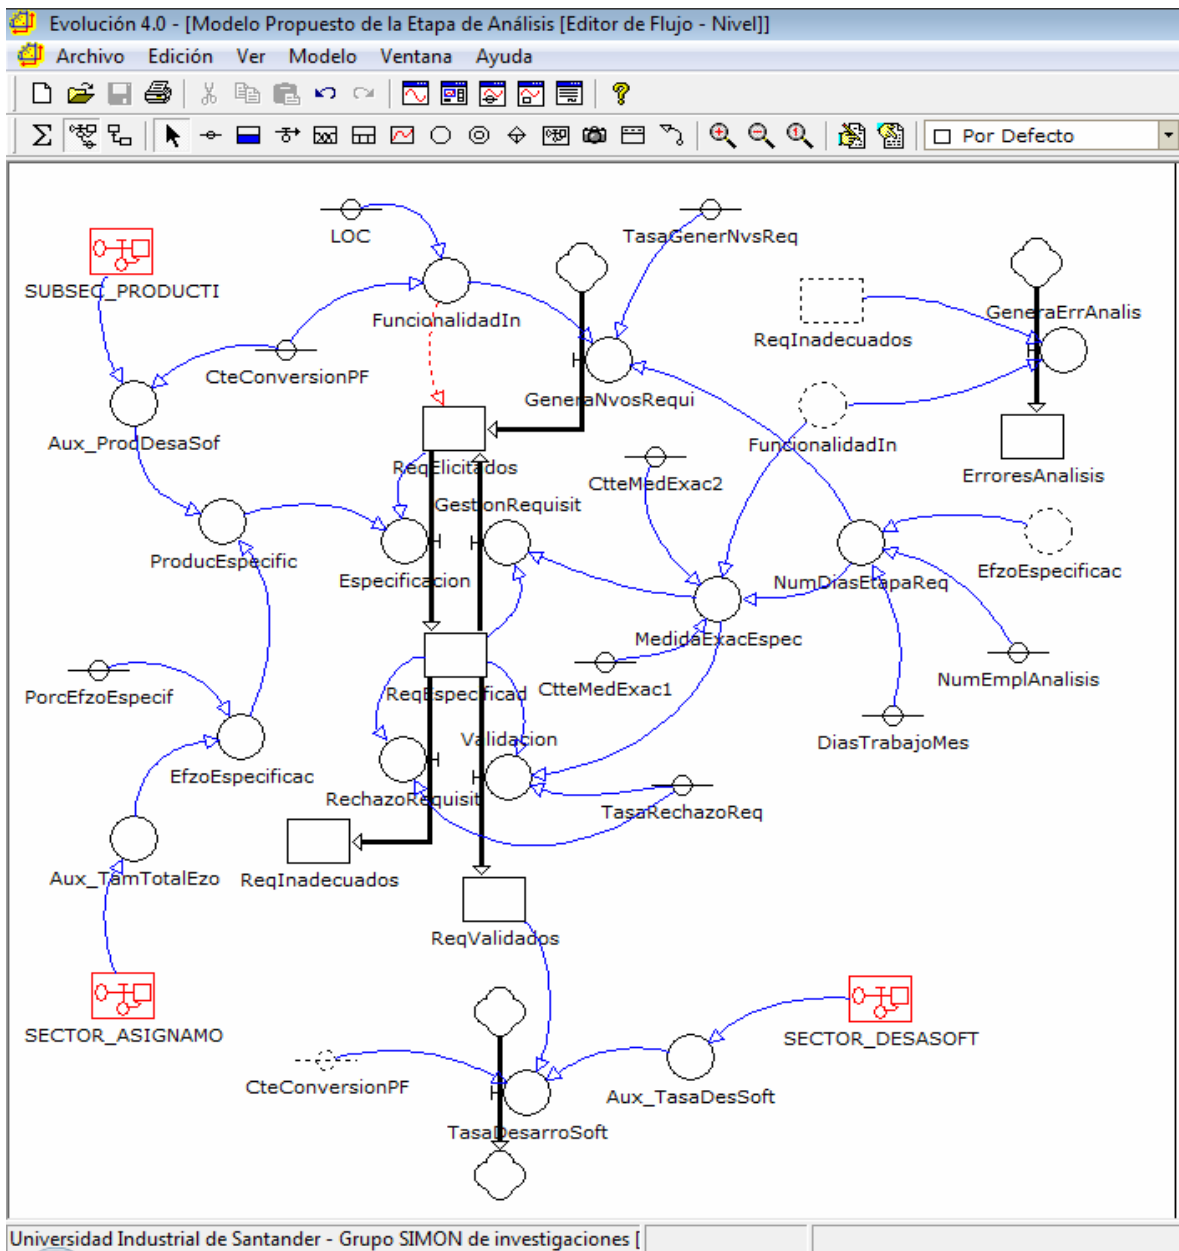 Evolución 4.0 - [Modelo Propuesto de la Etapa de Análisis [Editor de Flujo - Nivel]]
Archivo Edición Ver Modelo Ventana Ayuda
Por Defecto
LOC
TasaGenerNvsReq
SUBSEC_PRODUCTI
FuncionalidadIn
GeneraErrAnalis
ReqInadecuados
CteConversionPF
GeneraNvosRequi
Aux_ProdDesaSof
FuncionalidadIn
ReqElicitados
CtteMedExac2
ErroresAnalisis
GestionRequisit
ProducEspecific
Especificacion
NumDiasEtapaReq
EfzoEspecificac
MedidaExacEspec
PorcEfzoEspecif
ReqEspecificad
CtteMedExac1
NumEmplAnalisis
Validacion
DiasTrabajoMes
EfzoEspecificac
RechazoRequisit
TasaRechazoReq
Aux_TamTotalEzo
ReqInadecuados
ReqValidados
SECTOR_ASIGNAMO
SECTOR_DESASOFT
CteConversionPF
Aux_TasaDesSoft
TasaDesarroSoft
Universidad Industrial de Santander - Grupo SIMON de investigaciones [